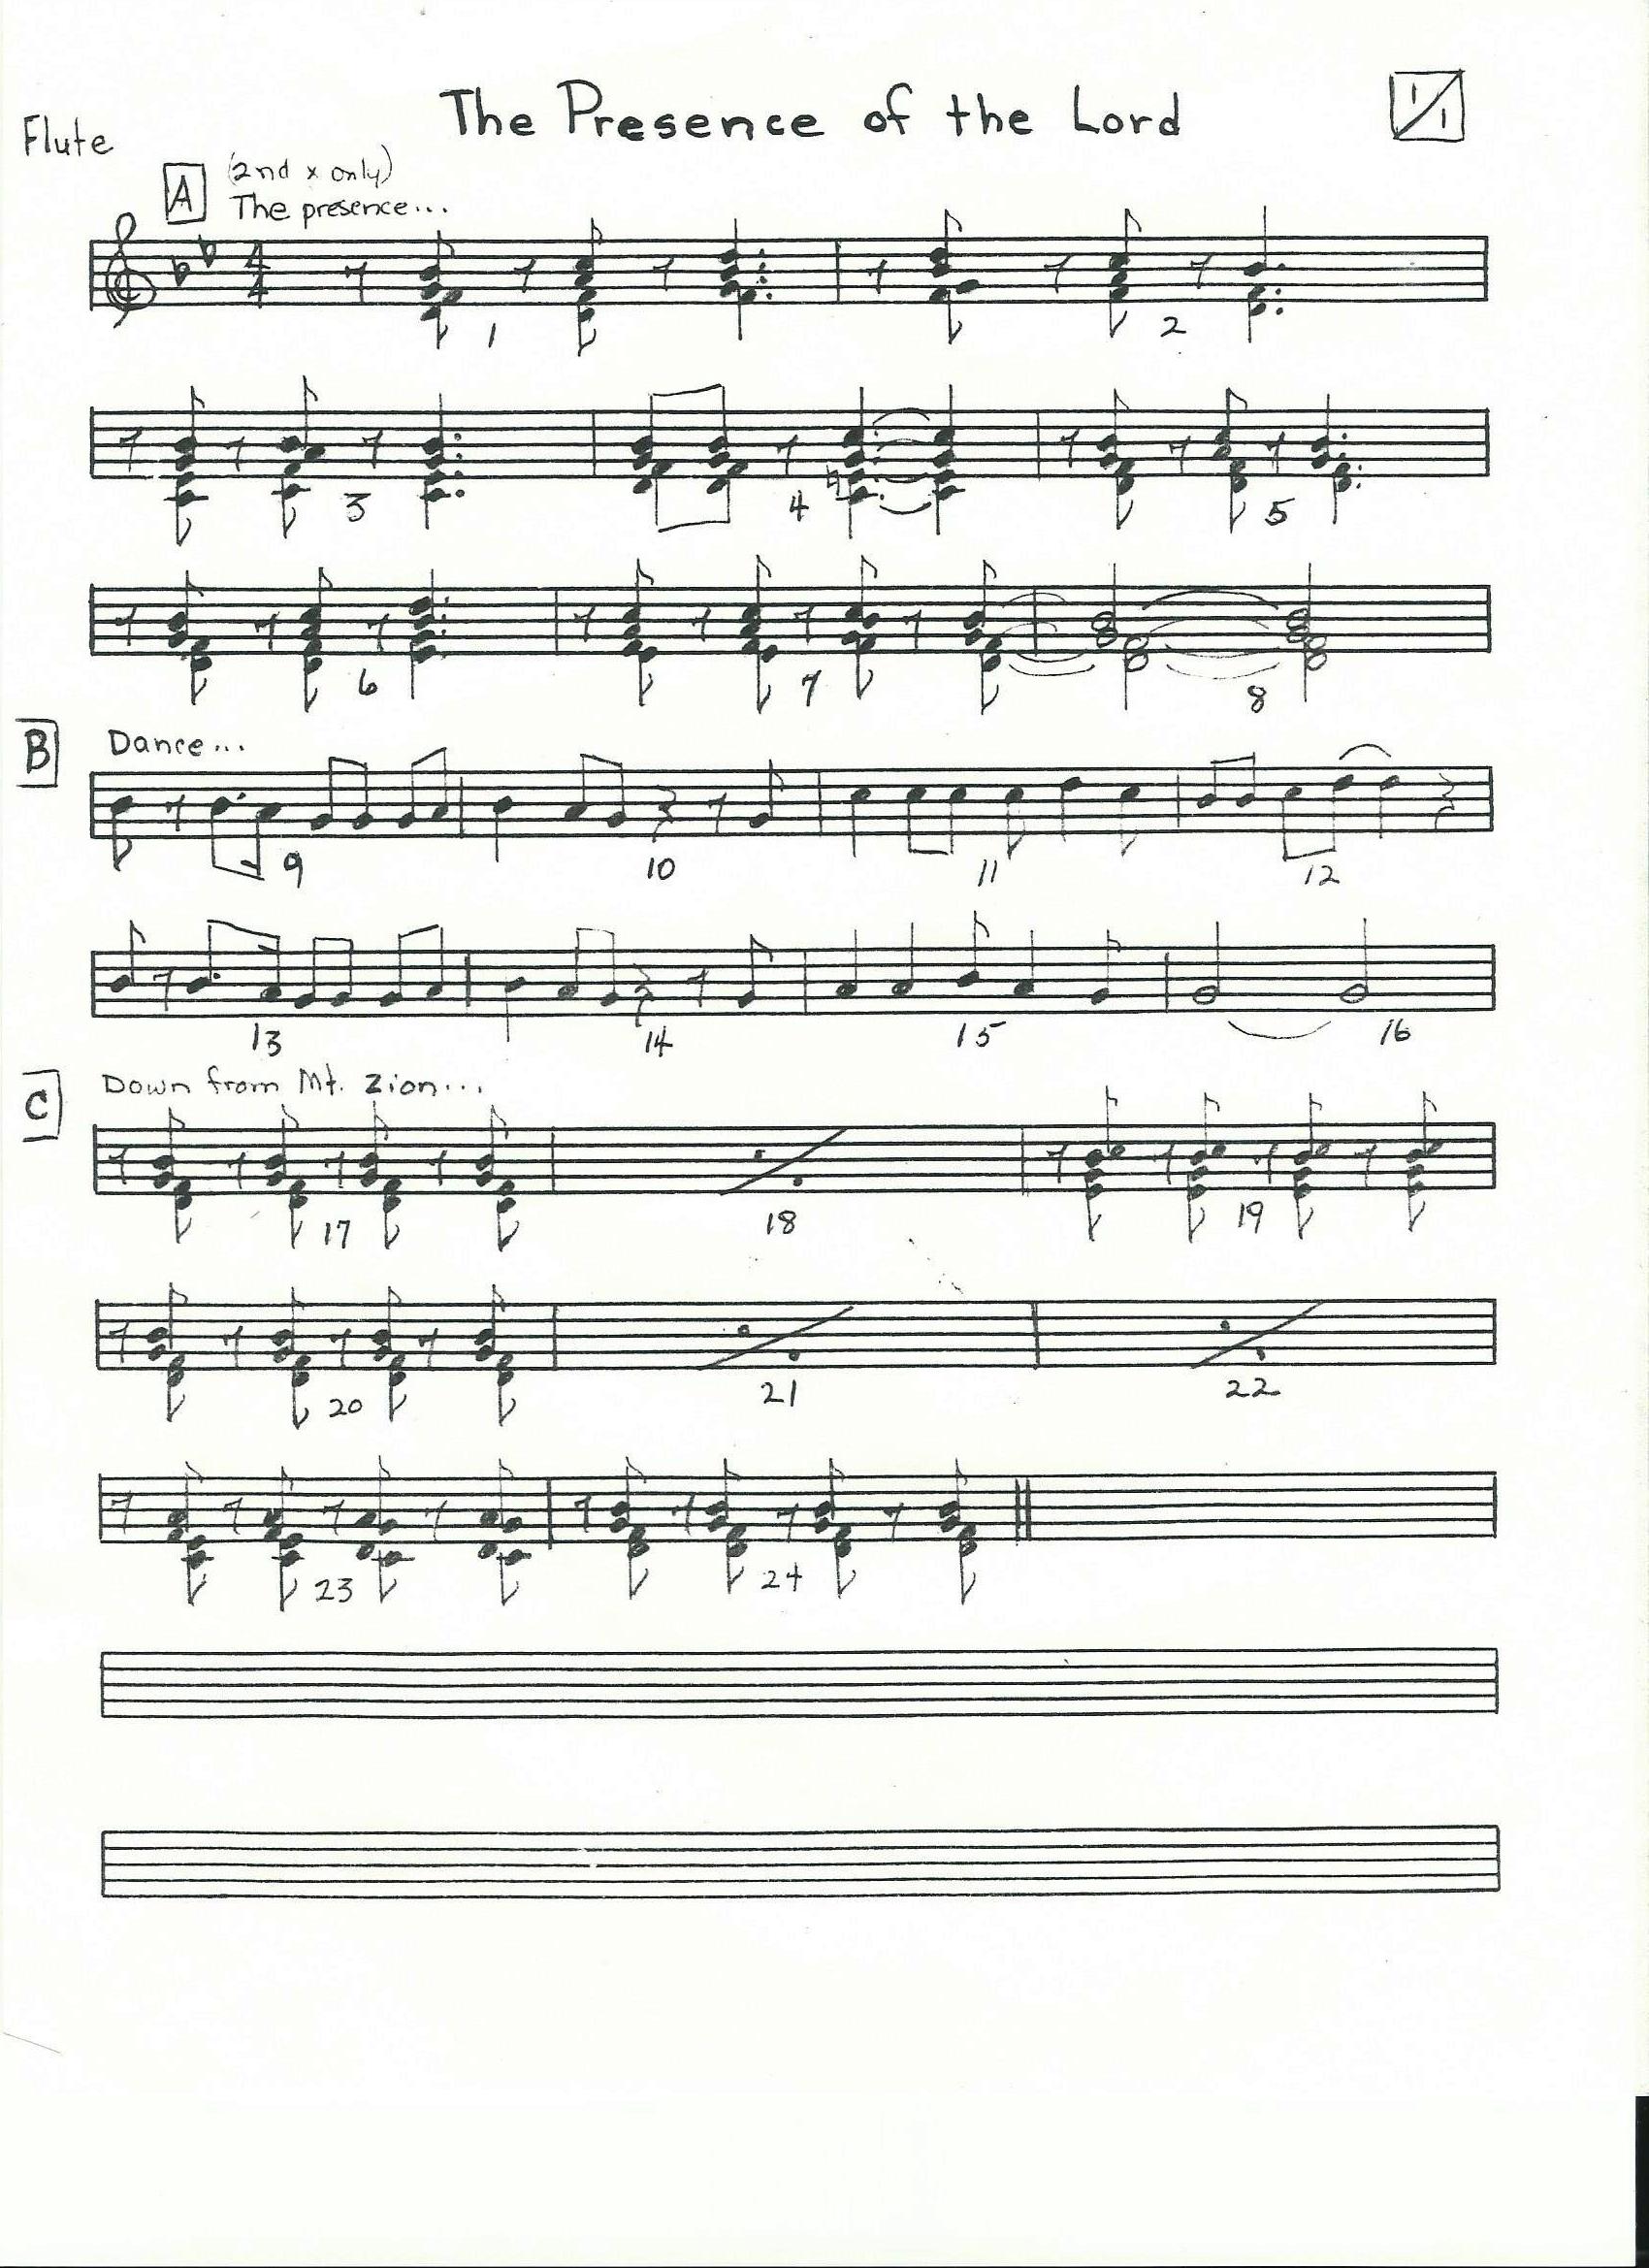 The Presence of the Lord
1/1
Flute
A (2nd x only)
The presence...
4/4
1 2
3 4 5
6 7 8
B Dance...
9 10 11 12
13 14 15 16
C Down from Mt. Zion...
17 18 19
20 21 22
23 24